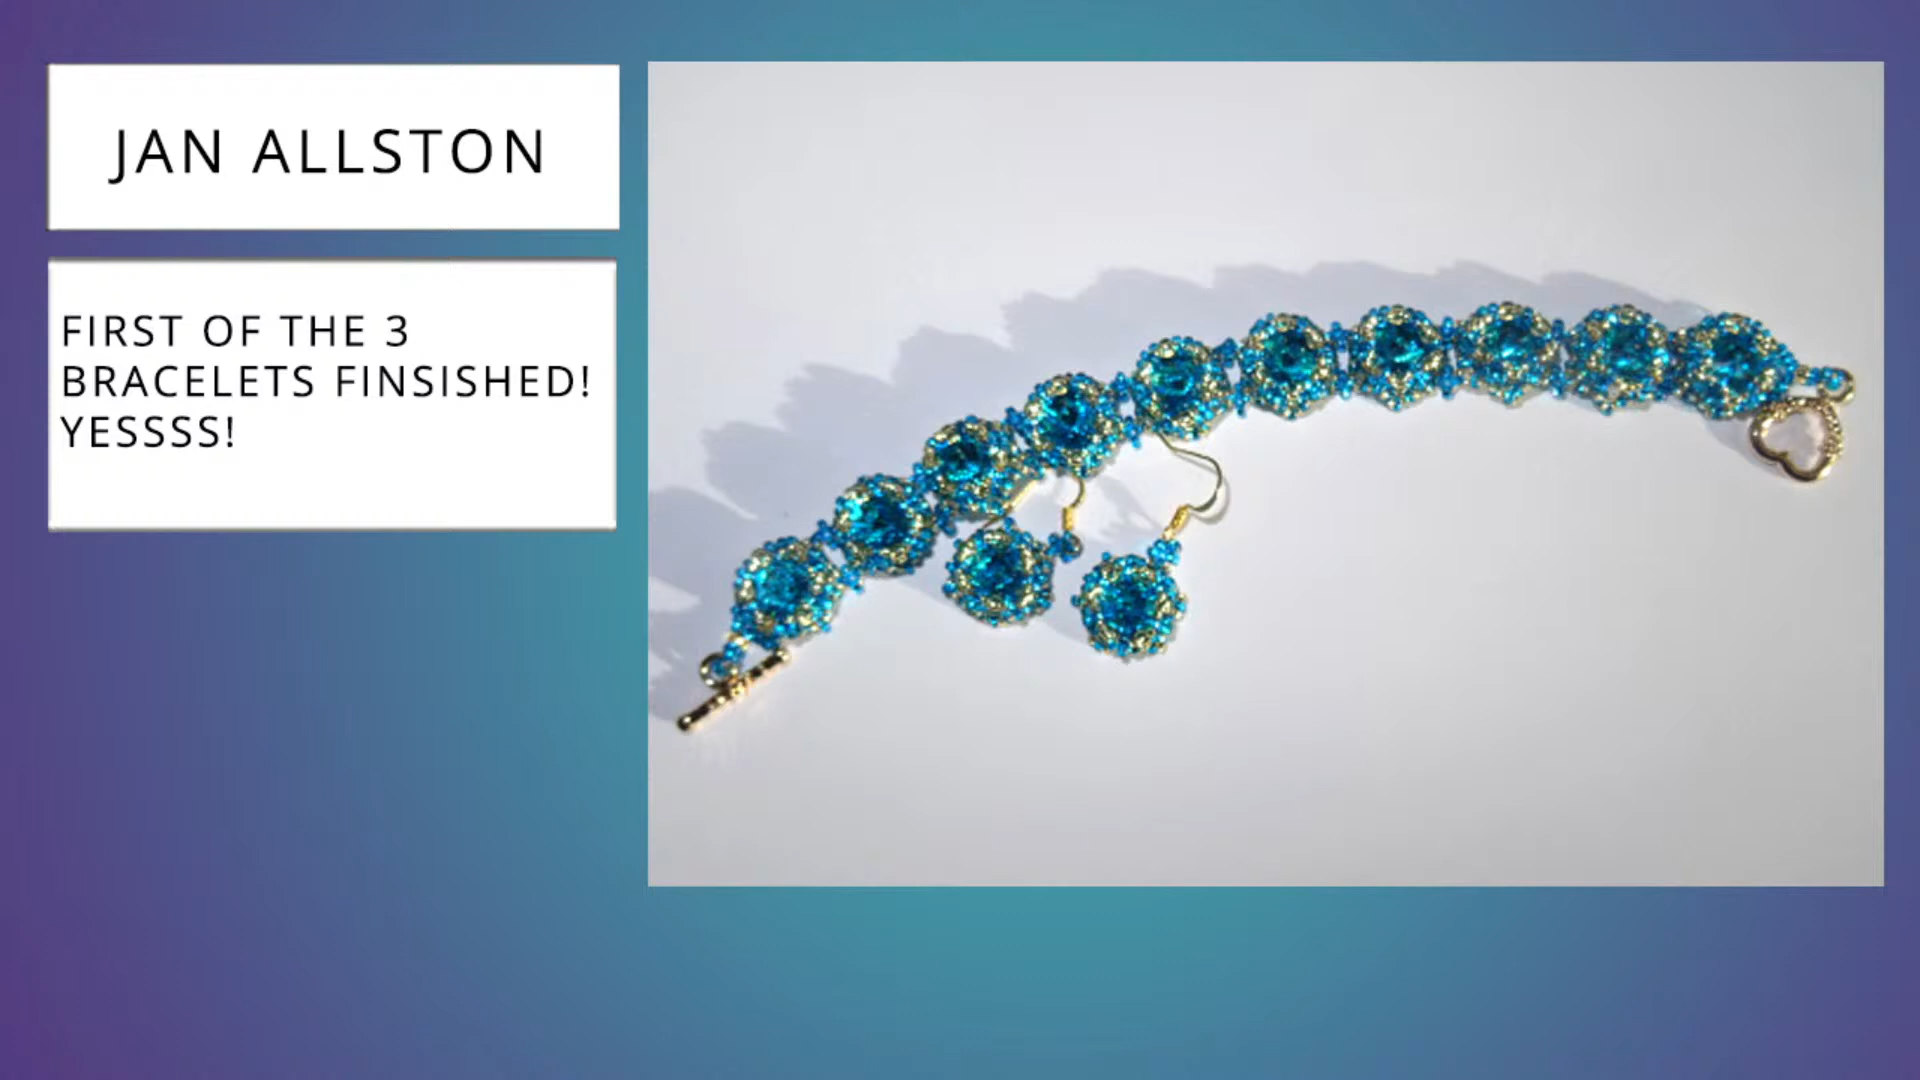 JAN ALLSTON
FIRST OF THE 3
BRACELETS FINSISHED!
YESSSS!